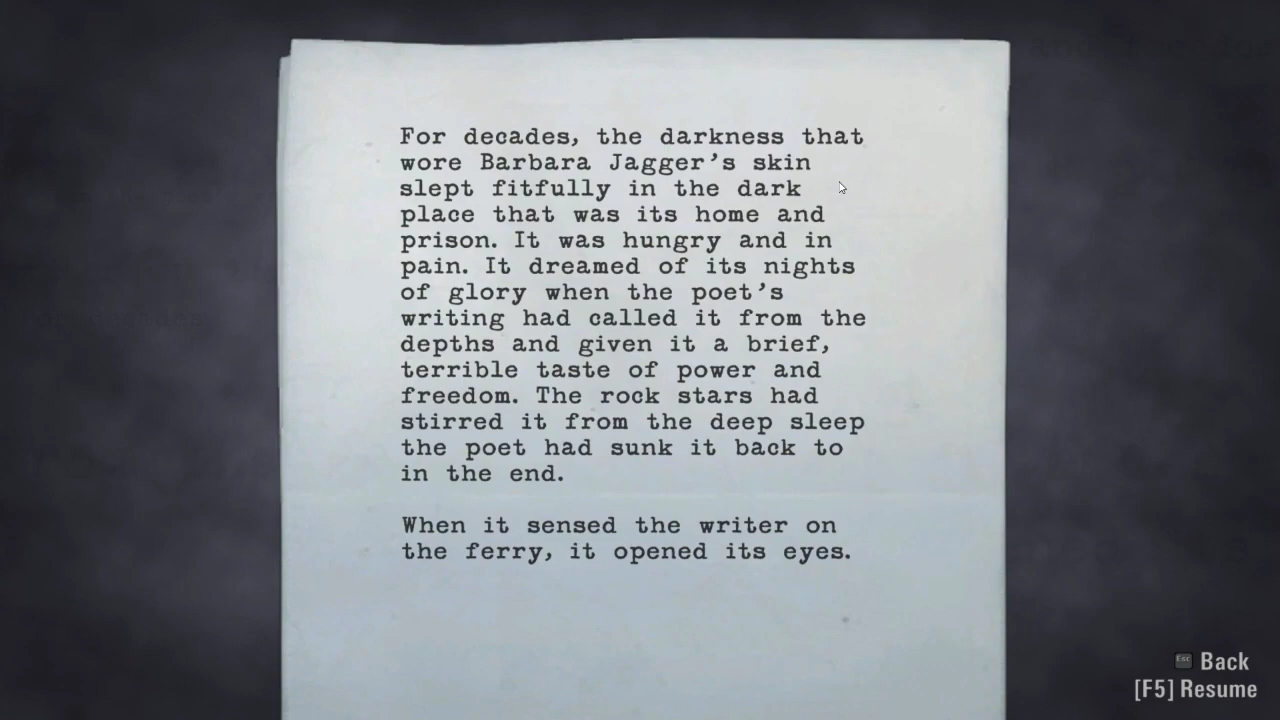 For decades, the darkness that
wore Barbara Jagger's skin
slept fitfully in the dark
place that was its home and
prison. It was hungry and in
pain. It dreamed of its nights
of glory when the poet's
writing had called it from the
depths and given it a brief,
terrible taste of power and
freedom. The rock stars had
stirred it from the deep sleep
the poet had sunk it back to
in the end.
When it sensed the writer on
the ferry, it opened its eyes.
Esc Back
[F5] Resume